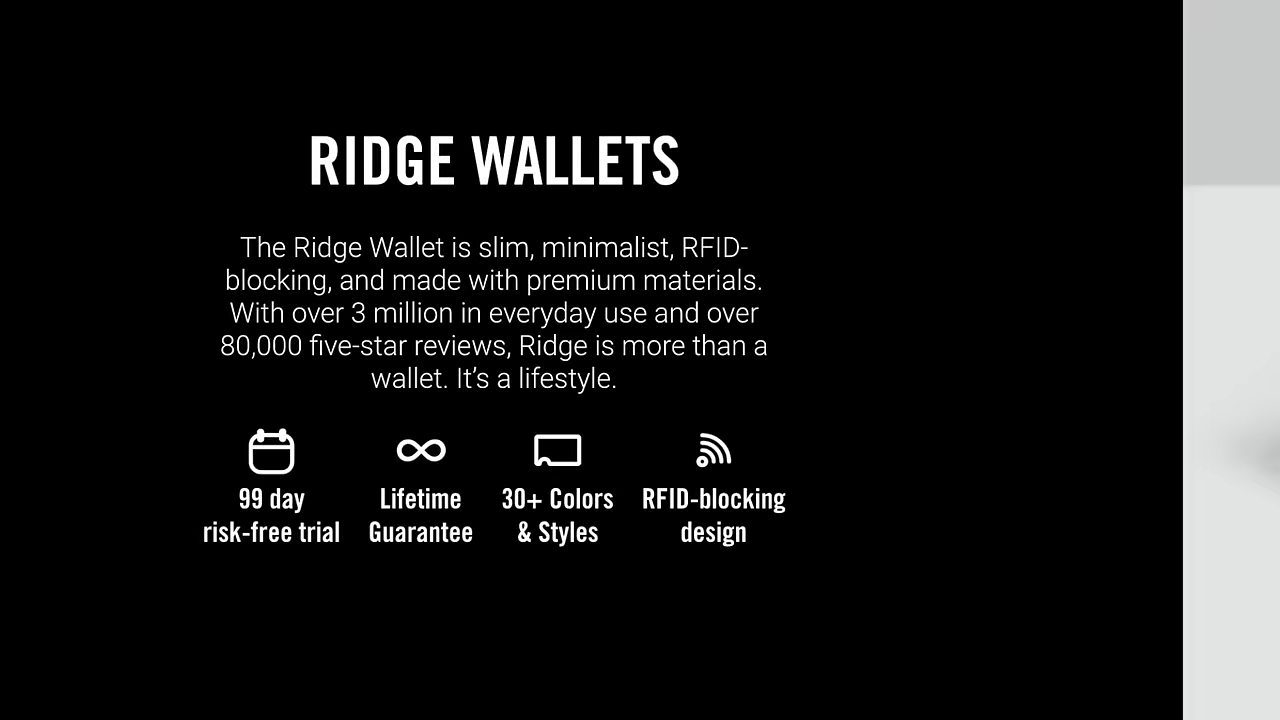 RIDGE WALLETS
The Ridge Wallet is slim, minimalist, RFID-
blocking, and made with premium materials.
With over 3 million in everyday use and over
80,000 five-star reviews, Ridge is more than a
wallet. It’s a lifestyle.
99 day
risk-free trial
Lifetime
Guarantee
30+ Colors
& Styles
RFID-blocking
design